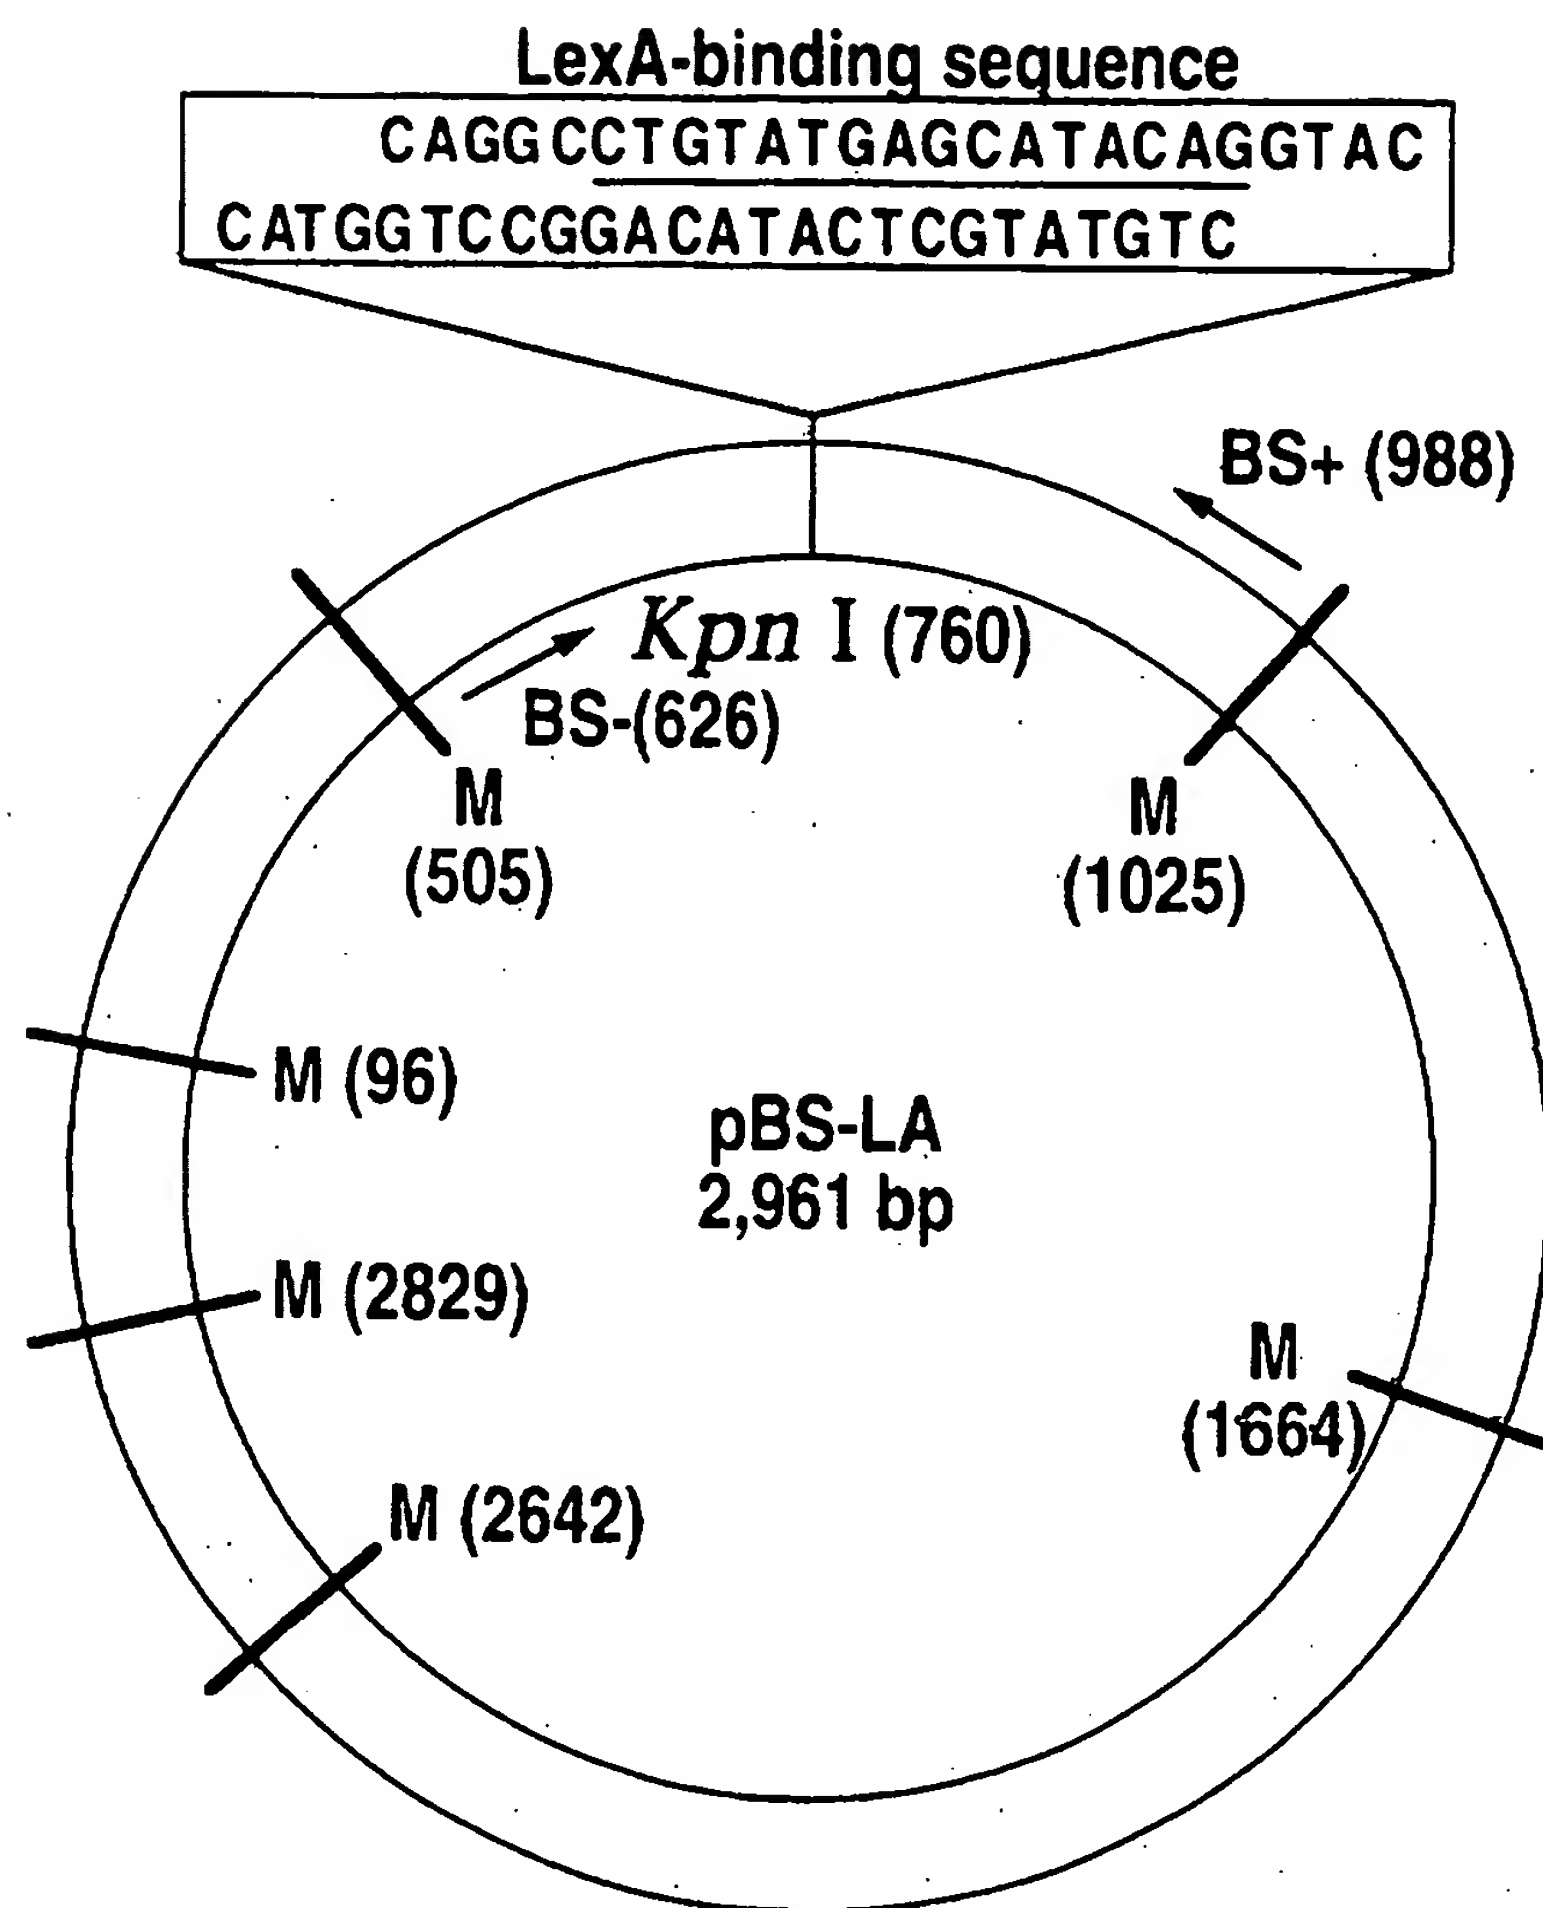 LexA-binding sequence
CAGGCCTGTATGAGCATACAGGTAC
CATGGTCCGGACATACTCGTATGTC
BS+ (988)
Kpn I (760)
BS-(626)
M
(505)
M
(1025)
M (96)
pBS-LA
2,961 bp
M (2829)
M
(1664)
M (2642)